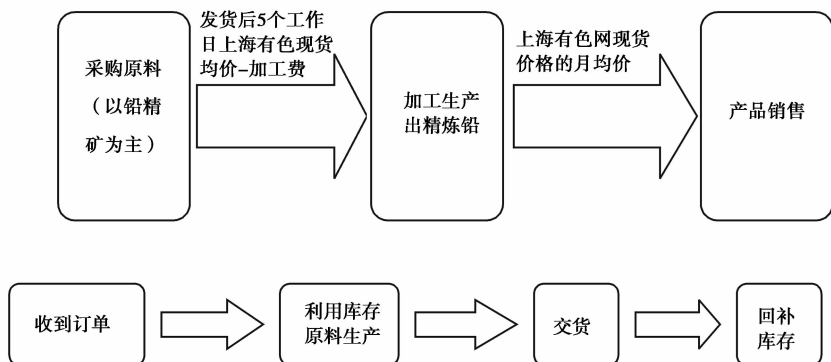 采购原料
（以铅精
矿为主）
发货后5个工作
日上海有色现货
均价-加工费
加工生产
出精炼铅
上海有色网现货
价格的月均价
产品销售
收到订单
利用库存
原料生产
交货
回补
库存